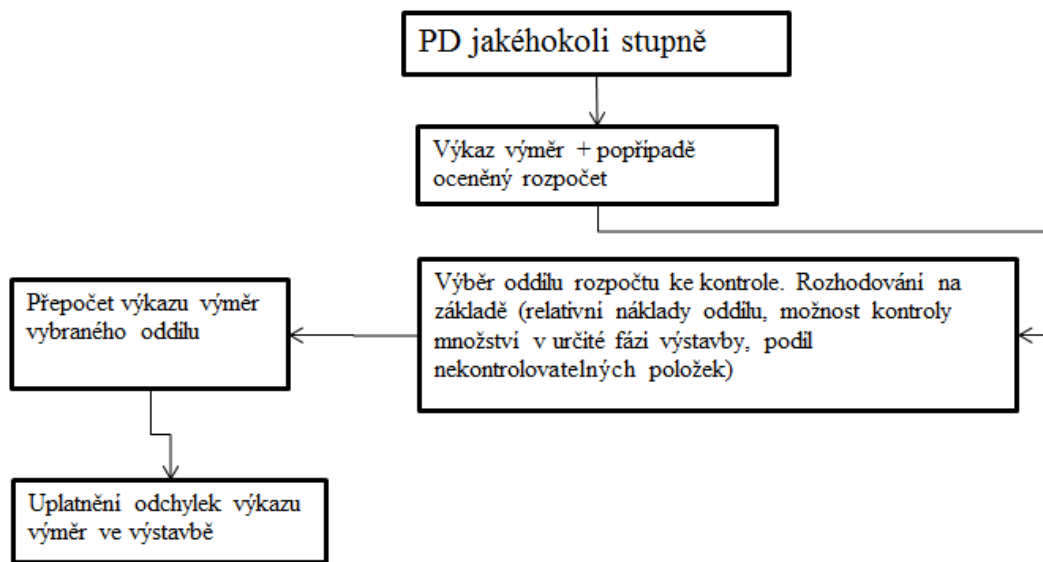 PD jakéhokoli stupně
Výkaz výměr + popřípadě
oceněný rozpočet
Výběr oddílu rozpočtu ke kontrole. Rozhodování na
základě (relativní náklady oddílu, možnost kontroly
množství v určité fázi výstavby, podíl
nekontrolovatelných položek)
Přepočet výkazu výměr
vybraného oddílu
Uplatnění odchylek výkazu
výměr ve výstavbě